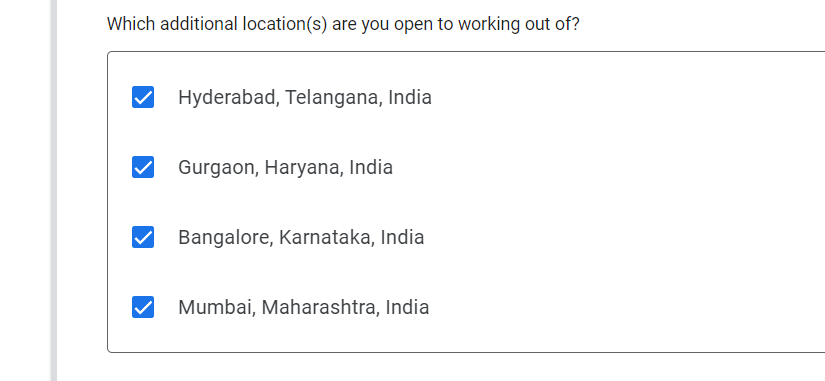 Which additional location(s) are you open to working out of?
Hyderabad, Telangana, India
Gurgaon, Haryana, India
Bangalore, Karnataka, India
Mumbai, Maharashtra, India